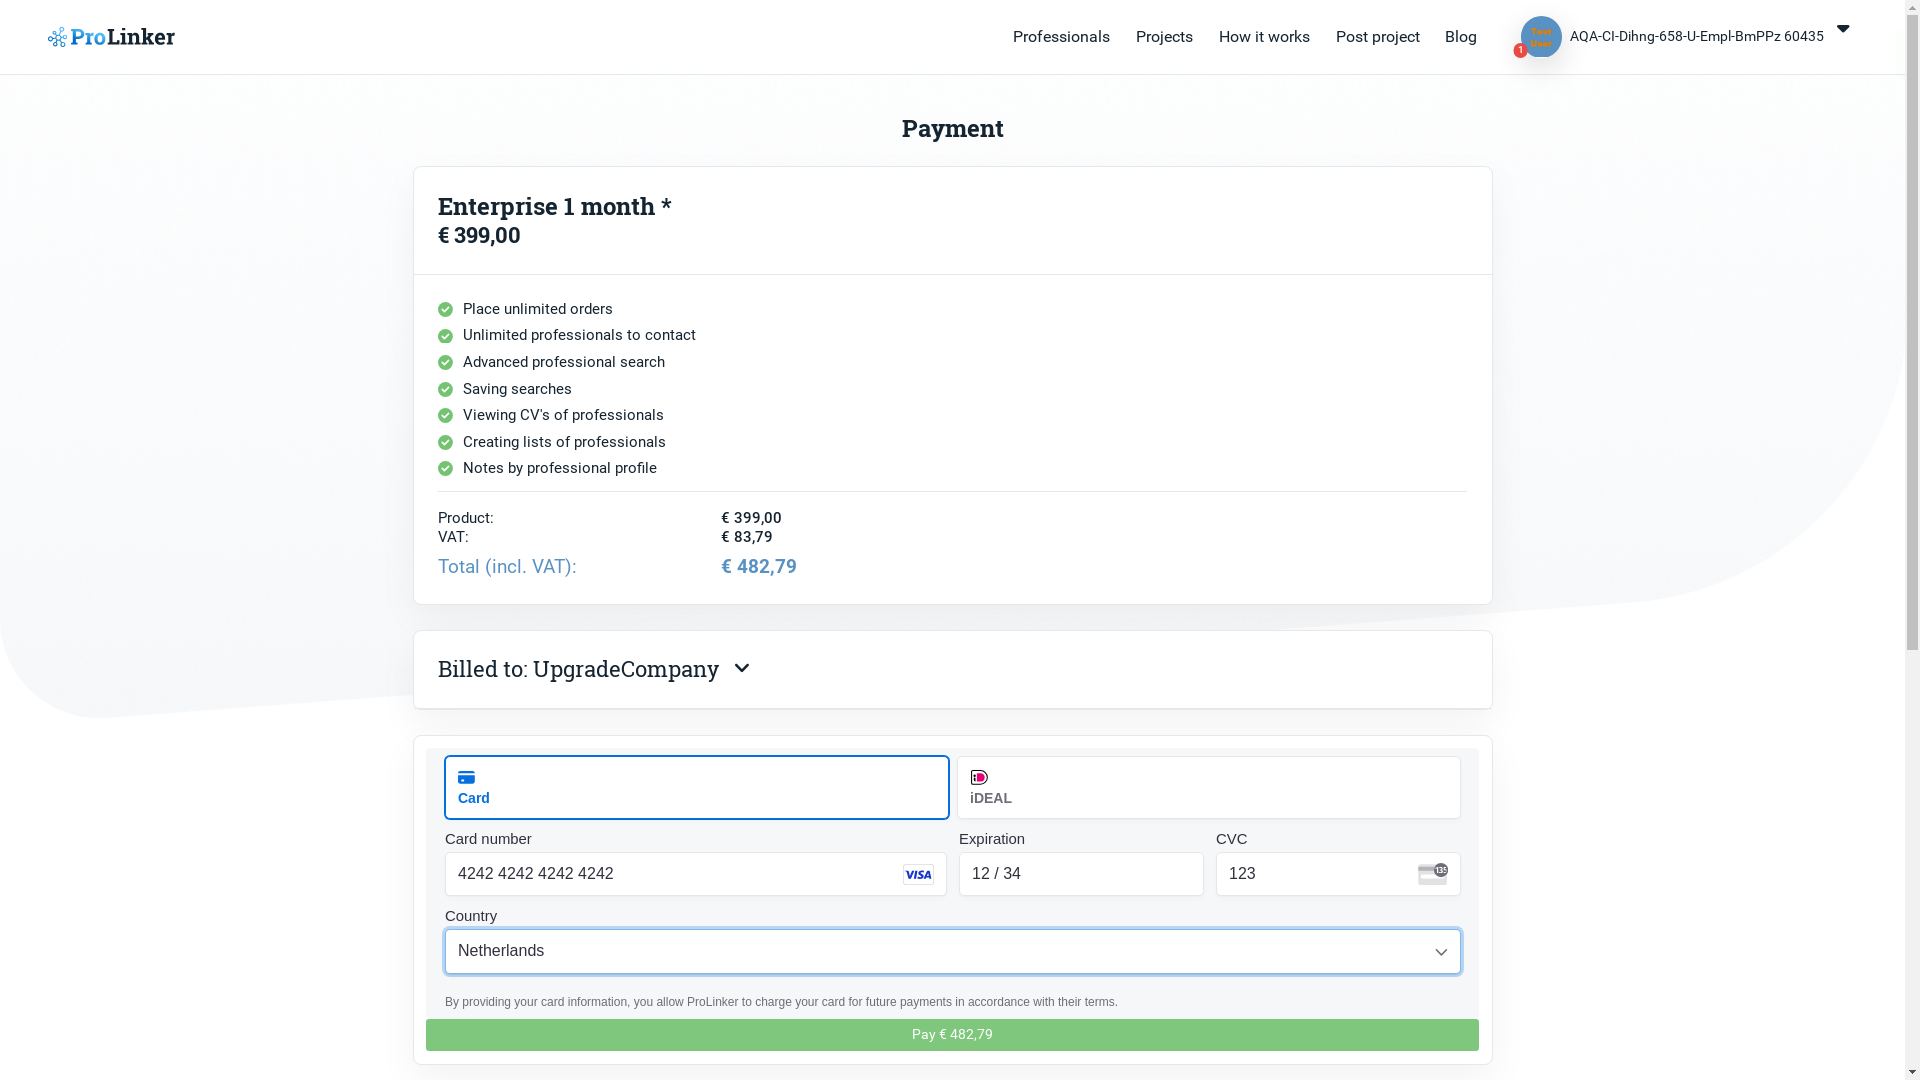 ProLinker
Professionals
Projects
How it works
Post project
Blog
Test
User
1
AQA-CI-Dihng-658-U-Empl-BmPPz 60435
Payment
Enterprise 1 month *
€ 399,00
Place unlimited orders
Unlimited professionals to contact
Advanced professional search
Saving searches
Viewing CV's of professionals
Creating lists of professionals
Notes by professional profile
Product: € 399,00
VAT: € 83,79
Total (incl. VAT): € 482,79
Billed to: UpgradeCompany
Card
iDEAL
Card number
Expiration
CVC
4242 4242 4242 4242
VISA
12 / 34
123
135
Country
Netherlands
By providing your card information, you allow ProLinker to charge your card for future payments in accordance with their terms.
Pay € 482,79